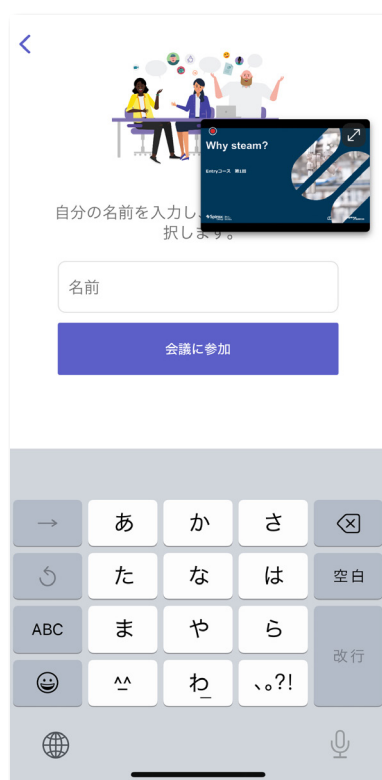 Why steam?
Entryコース 第1回
自分の名前を入力し、
択します。
名前
会議に参加
→ あ か さ
た な は 空白
ABC ま や ら
改行
^^ わ_ 、。?!